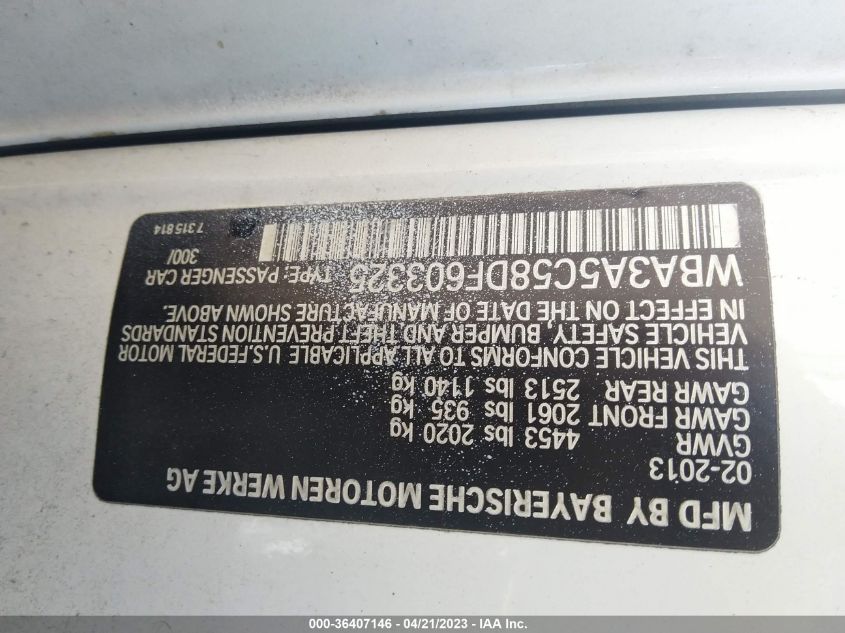 MFD BY BAYERISCHE MOTOREN WERKE AG
02-2013
GVWR 4453 lbs 2020 kg
GAWR FRONT 2061 lbs 935 kg
GAWR REAR 2513 lbs 1140 kg
THIS VEHICLE CONFORMS TO ALL APPLICABLE U.S.FEDERAL MOTOR
VEHICLE SAFETY, BUMPER AND THEFT PREVENTION STANDARDS
IN EFFECT ON THE DATE OF MANUFACTURE SHOWN ABOVE.
WBA3A5C58DF603325 TYPE: PASSENGER CAR
300/
7315814
000-36407146 - 04/21/2023 - IAA Inc.